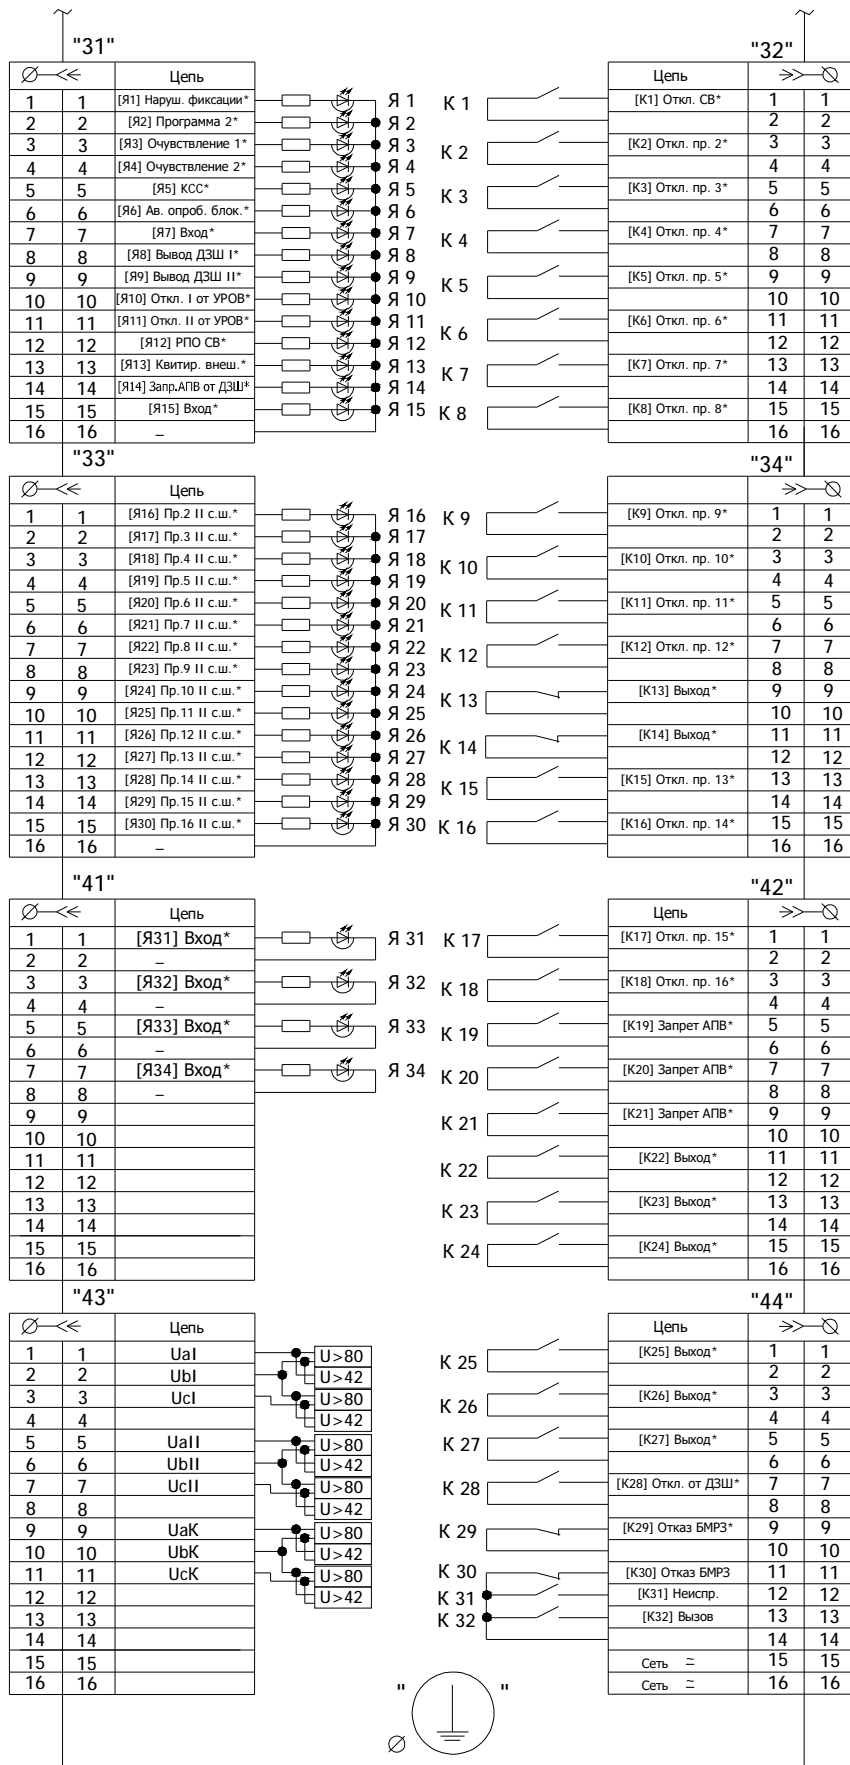 "31"
Цепь
1 1 [Я1] Наруш. фиксации* Я 1
2 2 [Я2] Программа 2* Я 2
3 3 [Я3] Очувствление 1* Я 3
4 4 [Я4] Очувствление 2* Я 4
5 5 [Я5] КСС* Я 5
6 6 [Я6] Ав. опроб. блок.* Я 6
7 7 [Я7] Вход* Я 7
8 8 [Я8] Вывод ДЗШ I* Я 8
9 9 [Я9] Вывод ДЗШ II* Я 9
10 10 [Я10] Откл. I от УРОВ* Я 10
11 11 [Я11] Откл. II от УРОВ* Я 11
12 12 [Я12] РПО СВ* Я 12
13 13 [Я13] Квитир. внеш.* Я 13
14 14 [Я14] Запр.АПВ от ДЗШ* Я 14
15 15 [Я15] Вход* Я 15
16 16 –
"32"
Цепь
К 1 [К1] Откл. СВ* 1 1
2 2
К 2 [К2] Откл. пр. 2* 3 3
4 4
К 3 [К3] Откл. пр. 3* 5 5
6 6
К 4 [К4] Откл. пр. 4* 7 7
8 8
К 5 [К5] Откл. пр. 5* 9 9
10 10
К 6 [К6] Откл. пр. 6* 11 11
12 12
К 7 [К7] Откл. пр. 7* 13 13
14 14
К 8 [К8] Откл. пр. 8* 15 15
16 16
"33"
Цепь
1 1 [Я16] Пр.2 II с.ш.* Я 16
2 2 [Я17] Пр.3 II с.ш.* Я 17
3 3 [Я18] Пр.4 II с.ш.* Я 18
4 4 [Я19] Пр.5 II с.ш.* Я 19
5 5 [Я20] Пр.6 II с.ш.* Я 20
6 6 [Я21] Пр.7 II с.ш.* Я 21
7 7 [Я22] Пр.8 II с.ш.* Я 22
8 8 [Я23] Пр.9 II с.ш.* Я 23
9 9 [Я24] Пр.10 II с.ш.* Я 24
10 10 [Я25] Пр.11 II с.ш.* Я 25
11 11 [Я26] Пр.12 II с.ш.* Я 26
12 12 [Я27] Пр.13 II с.ш.* Я 27
13 13 [Я28] Пр.14 II с.ш.* Я 28
14 14 [Я29] Пр.15 II с.ш.* Я 29
15 15 [Я30] Пр.16 II с.ш.* Я 30
16 16 –
"34"
К 9 [К9] Откл. пр. 9* 1 1
2 2
К 10 [К10] Откл. пр. 10* 3 3
4 4
К 11 [К11] Откл. пр. 11* 5 5
6 6
К 12 [К12] Откл. пр. 12* 7 7
8 8
К 13 [К13] Выход* 9 9
10 10
К 14 [К14] Выход* 11 11
12 12
К 15 [К15] Откл. пр. 13* 13 13
14 14
К 16 [К16] Откл. пр. 14* 15 15
16 16
"41"
Цепь
1 1 [Я31] Вход* Я 31
2 2 –
3 3 [Я32] Вход* Я 32
4 4 –
5 5 [Я33] Вход* Я 33
6 6 –
7 7 [Я34] Вход* Я 34
8 8 –
9 9
10 10
11 11
12 12
13 13
14 14
15 15
16 16
"42"
Цепь
К 17 [К17] Откл. пр. 15* 1 1
2 2
К 18 [К18] Откл. пр. 16* 3 3
4 4
К 19 [К19] Запрет АПВ* 5 5
6 6
К 20 [К20] Запрет АПВ* 7 7
8 8
К 21 [К21] Запрет АПВ* 9 9
10 10
К 22 [К22] Выход* 11 11
12 12
К 23 [К23] Выход* 13 13
14 14
К 24 [К24] Выход* 15 15
16 16
"43"
Цепь
1 1 UaI U>80
2 2 UbI U>42
3 3 UcI U>80
4 4 U>42
5 5 UaII U>80
6 6 UbII U>42
7 7 UcII U>80
8 8 U>42
9 9 UaK U>80
10 10 UbK U>42
11 11 UcK U>80
12 12 U>42
13 13
14 14
15 15
16 16
"44"
Цепь
К 25 [К25] Выход* 1 1
2 2
К 26 [К26] Выход* 3 3
4 4
К 27 [К27] Выход* 5 5
6 6
К 28 [К28] Откл. от ДЗШ* 7 7
8 8
К 29 [К29] Отказ БМРЗ* 9 9
10 10
К 30 [К30] Отказ БМРЗ 11 11
К 31 [К31] Неиспр. 12 12
К 32 [К32] Вызов 13 13
14 14
Сеть ≃ 15 15
Сеть ≃ 16 16
" "